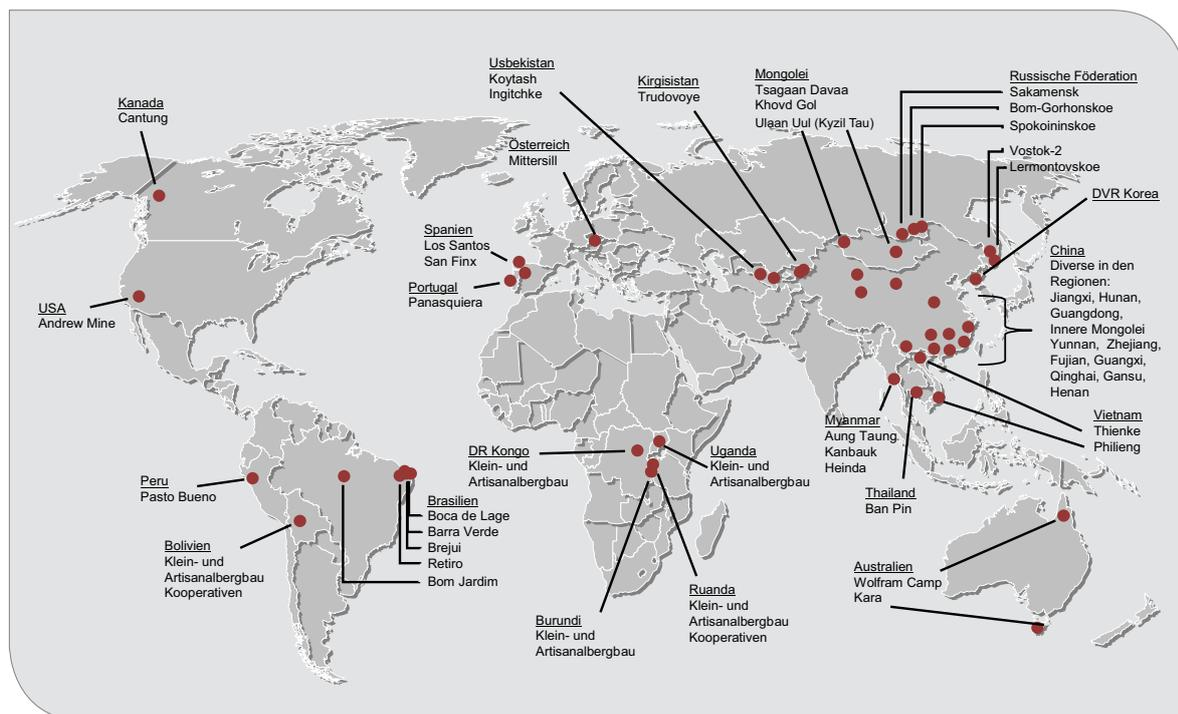 Kanada
Cantung
USA
Andrew Mine
Peru
Pasto Bueno
Bolivien
Klein- und
Artisanalbergbau
Kooperativen
Brasilien
Boca de Lage
Barra Verde
Brejui
Retiro
Bom Jardim
Österreich
Mittersill
Spanien
Los Santos
San Finx
Portugal
Panasquiera
Usbekistan
Koytash
Ingitchke
Kirgisistan
Trudovoye
Mongolei
Tsagaan Davaa
Khovd Gol
Ulaan Uul (Kyzil Tau)
Russische Föderation
Sakamensk
Bom-Gorhonskoe
Spokoininskoe
Vostok-2
Lermontovskoe
DVR Korea
China
Diverse in den
Regionen:
Jiangxi, Hunan,
Guangdong,
Innere Mongolei
Yunnan, Zhejiang,
Fujian, Guangxi,
Qinghai, Gansu,
Henan
Vietnam
Thienke
Philieng
Myanmar
Aung Taung
Kanbauk
Heinda
Thailand
Ban Pin
DR Kongo
Klein- und
Artisanalbergbau
Uganda
Klein- und
Artisanalbergbau
Burundi
Klein- und
Artisanalbergbau
Ruanda
Klein- und
Artisanalbergbau
Kooperativen
Australien
Wolfram Camp
Kara